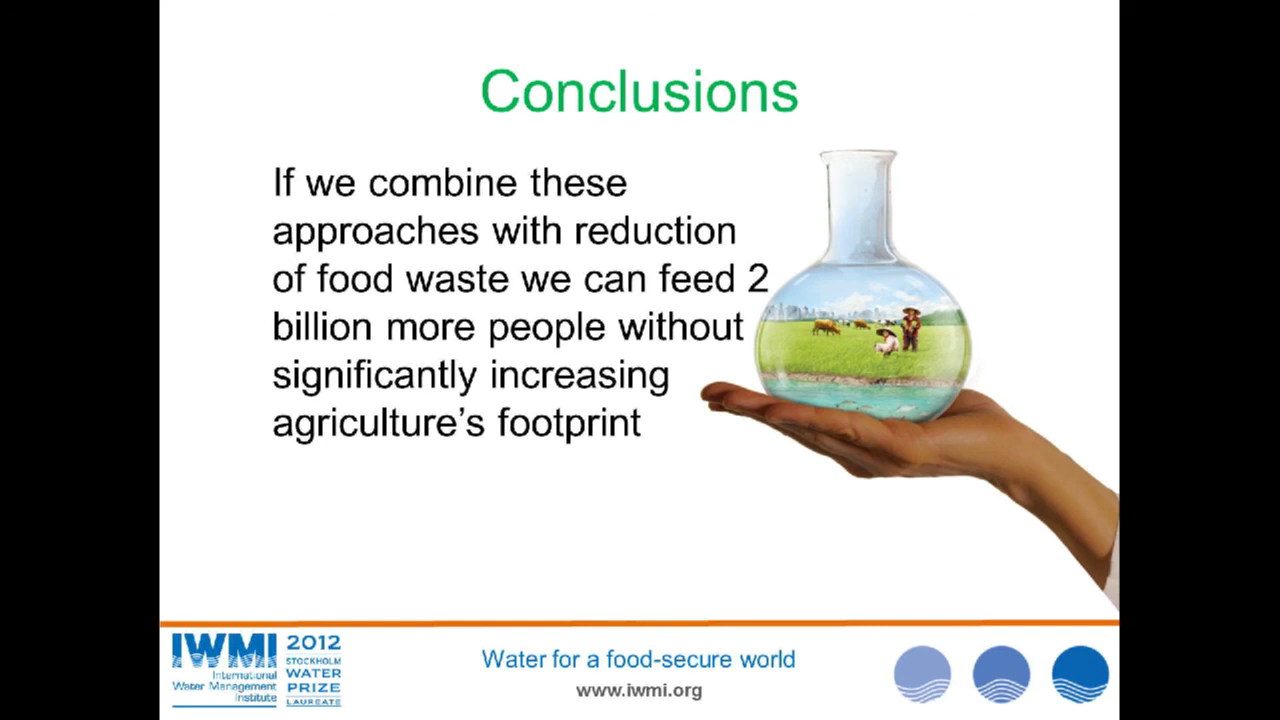 Conclusions
If we combine these
approaches with reduction
of food waste we can feed 2
billion more people without
significantly increasing
agriculture’s footprint
IWMI
International
Water Management
Institute
2012
STOCKHOLM
WATER
PRIZE
LAUREATE
Water for a food-secure world
www.iwmi.org